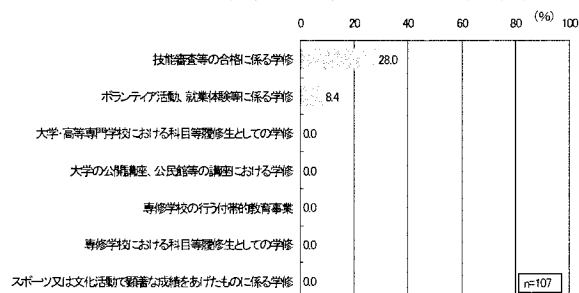 (%)
0 20 40 60 80 100
技能審査等の合格に係る学修 28.0
ボランティア活動、就業体験等に係る学修 8.4
大学・高等専門学校における科目等履修生としての学修 0.0
大学の公開講座、公民館等の講座における学修 0.0
専修学校の行う付帯的教育事業 0.0
専修学校における科目等履修生としての学修 0.0
スポーツ又は文化活動で顕著な成績をあげたものに係る学修 0.0
n=107